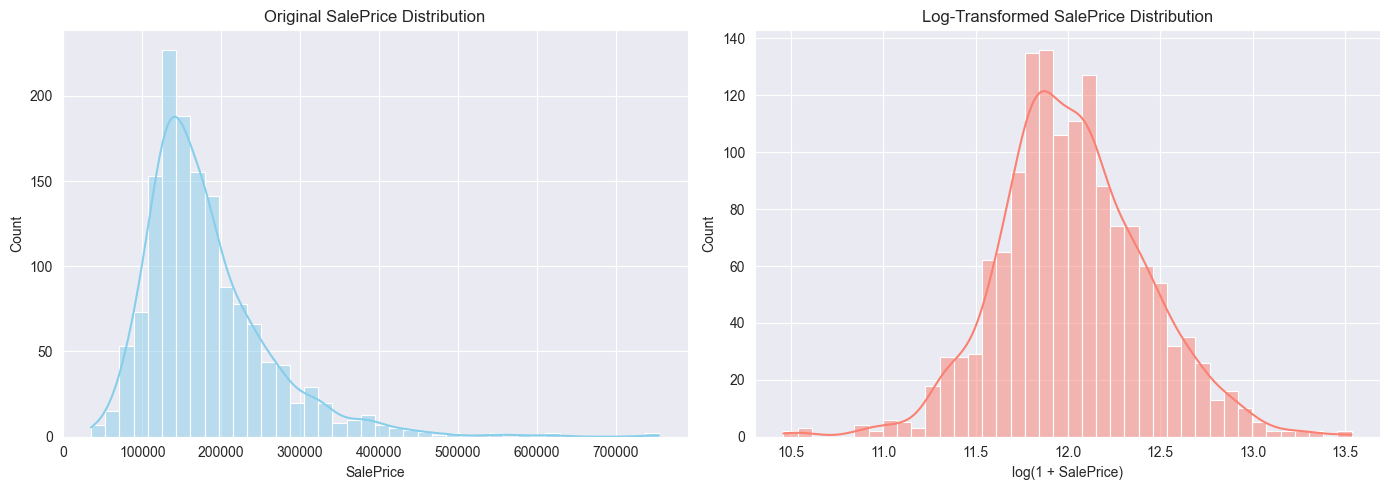 Original SalePrice Distribution
200
150
100
50
0
Count
0 100000 200000 300000 400000 500000 600000 700000
SalePrice
Log-Transformed SalePrice Distribution
140
120
100
80
60
40
20
0
Count
10.5 11.0 11.5 12.0 12.5 13.0 13.5
log(1 + SalePrice)